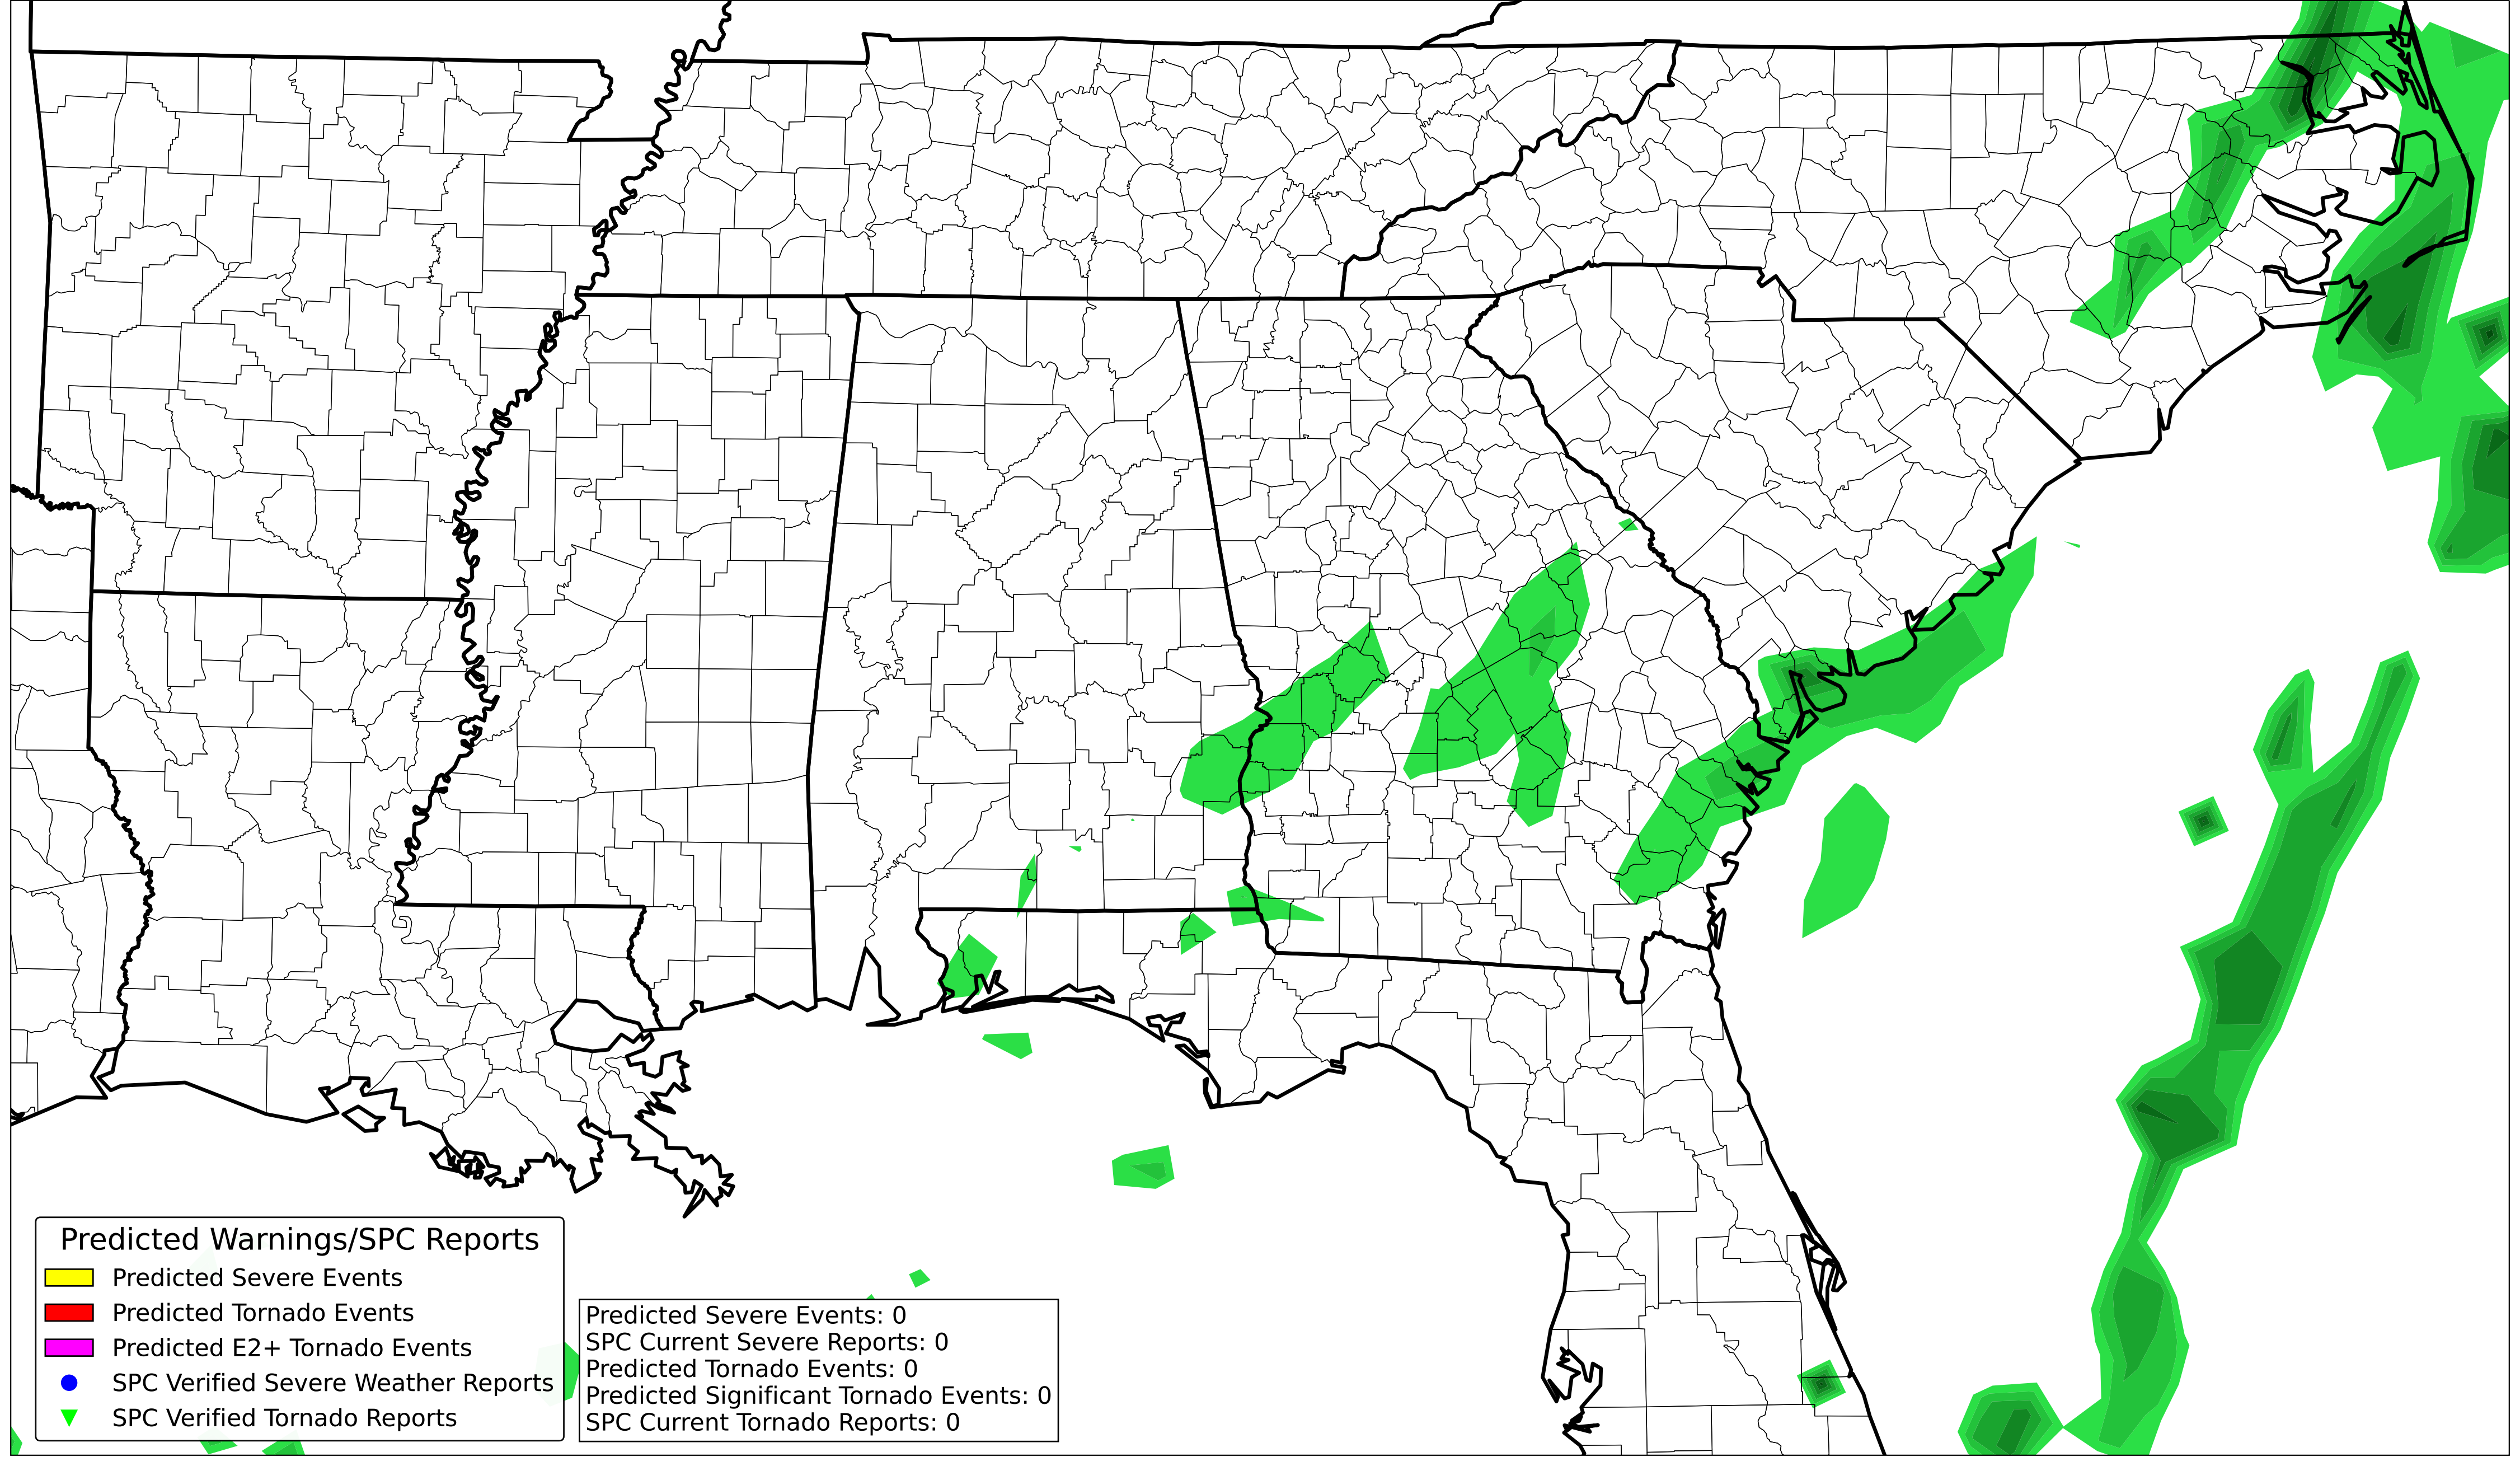 Predicted Warnings/SPC Reports
Predicted Severe Events
Predicted Tornado Events
Predicted E2+ Tornado Events
SPC Verified Severe Weather Reports
SPC Verified Tornado Reports
Predicted Severe Events: 0
SPC Current Severe Reports: 0
Predicted Tornado Events: 0
Predicted Significant Tornado Events: 0
SPC Current Tornado Reports: 0